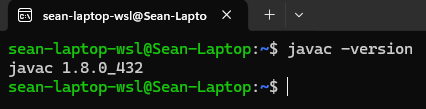 sean-laptop-wsl@Sean-Lapto
sean-laptop-wsl@Sean-Laptop:~$ javac -version
javac 1.8.0_432
sean-laptop-wsl@Sean-Laptop:~$